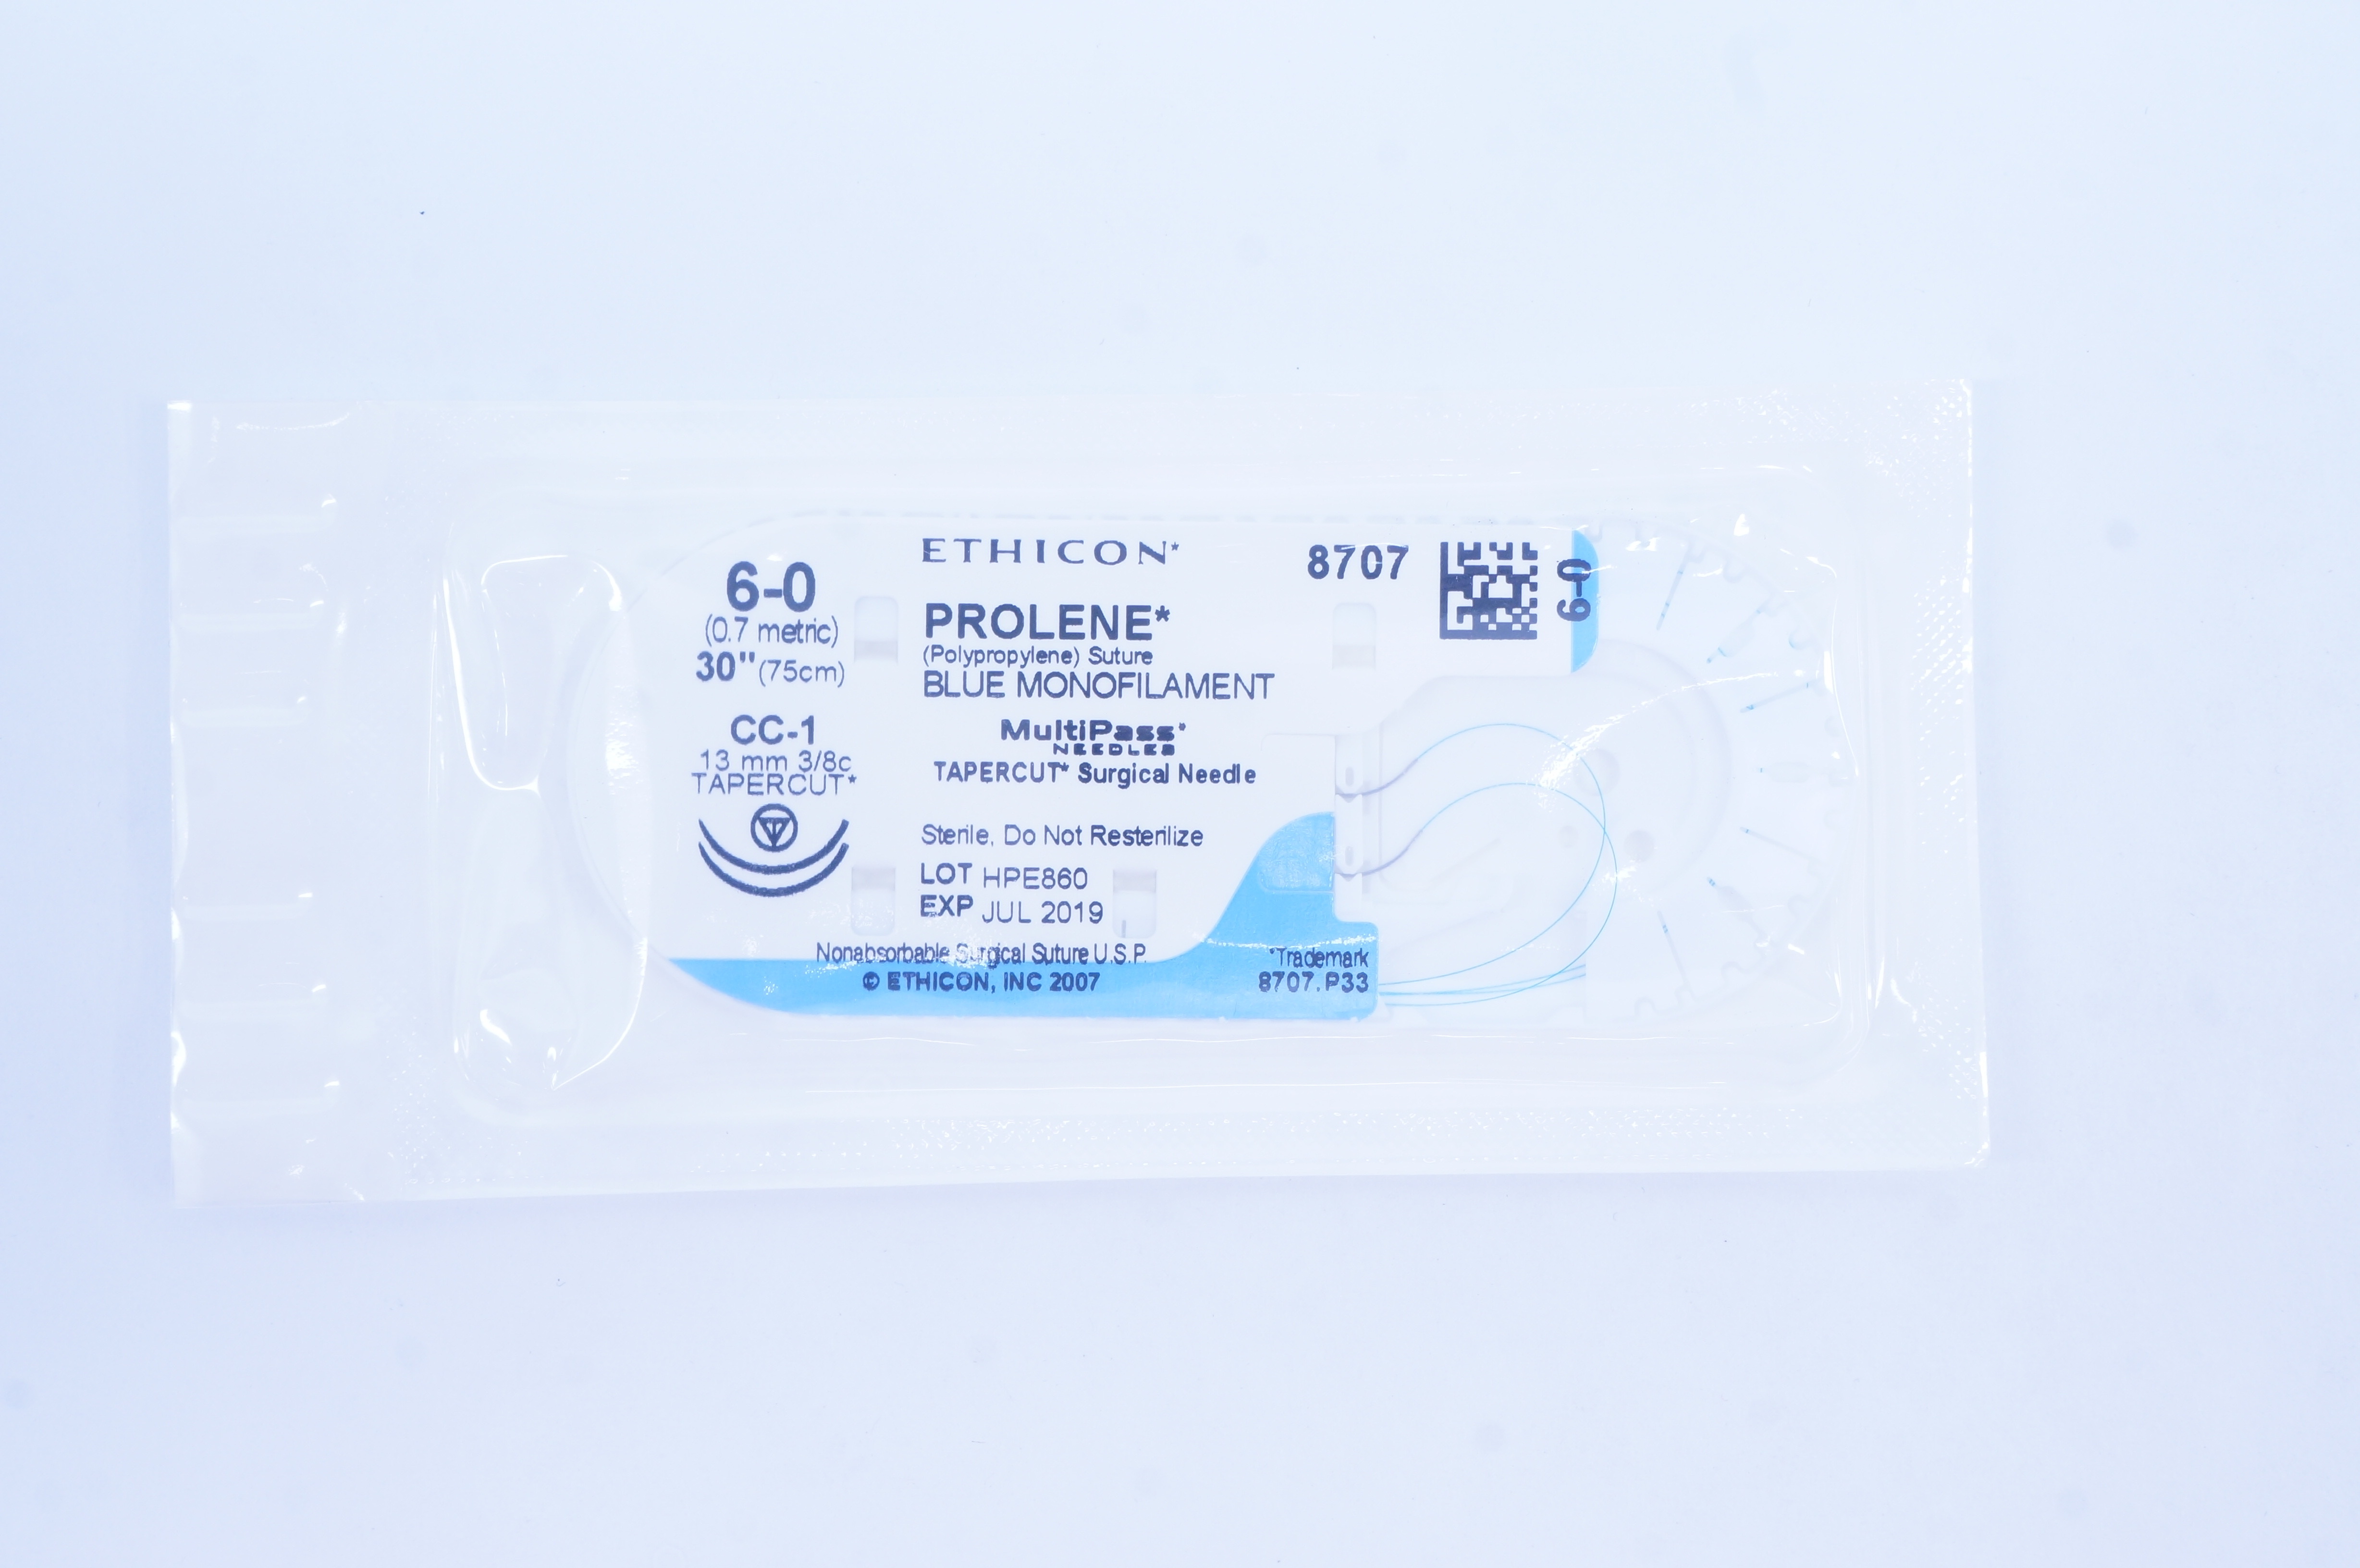 ETHICON*
8707
6-0
6-0
(0.7 metric)
30" (75cm)
PROLENE*
(Polypropylene) Suture
BLUE MONOFILAMENT
CC-1
13 mm 3/8c
TAPERCUT*
MultiPass*
NEEDLES
TAPERCUT* Surgical Needle
Sterile, Do Not Resterilize
LOT HPE860
EXP JUL 2019
Nonabsorbable Surgical Suture U.S.P.
© ETHICON, INC 2007
*Trademark
8707.P33